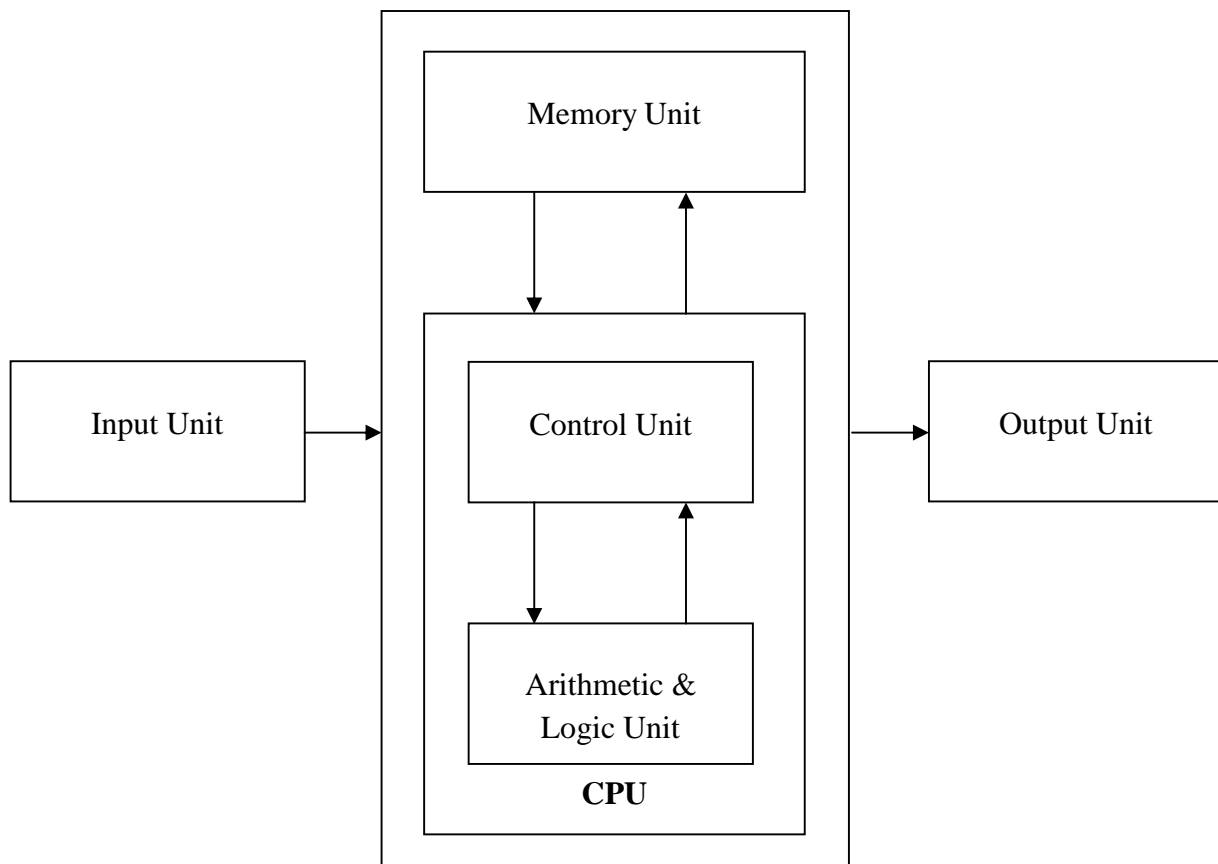 Memory Unit
Input Unit
Control Unit
Output Unit
Arithmetic &
Logic Unit
CPU